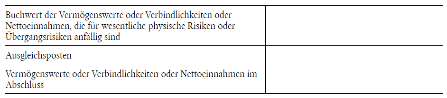 Buchwert der Vermögenswerte oder Verbindlichkeiten oder
Nettoeinnahmen, die für wesentliche physische Risiken oder
Übergangsrisiken anfällig sind
Ausgleichsposten
Vermögenswerte oder Verbindlichkeiten oder Nettoeinnahmen im
Abschluss